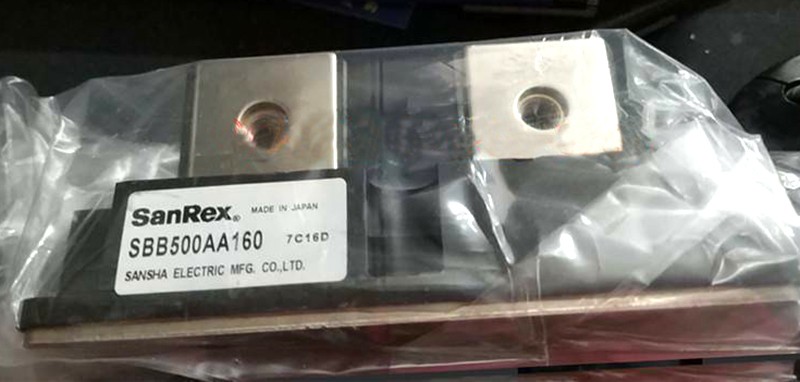 SanRex® MADE IN JAPAN
SBB500AA160 7C16D
SANSHA ELECTRIC MFG. CO.,LTD.